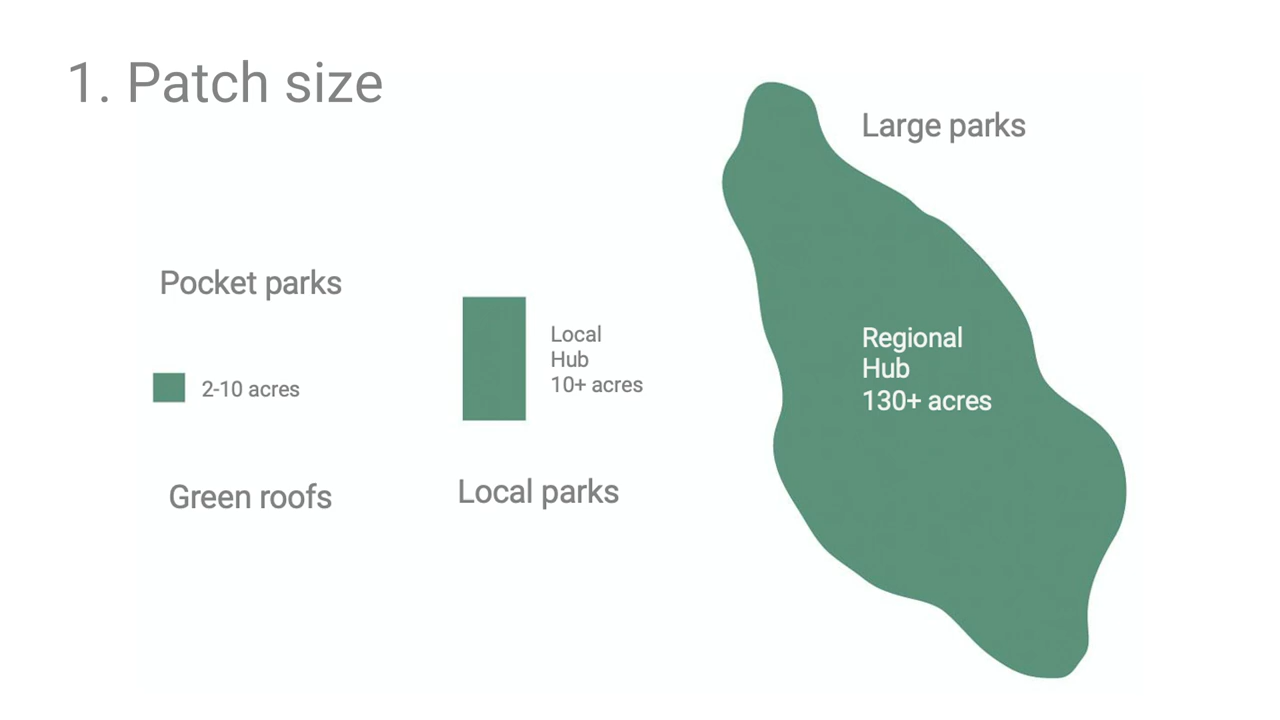 1. Patch size
Pocket parks
2-10 acres
Green roofs
Local
Hub
10+ acres
Local parks
Large parks
Regional
Hub
130+ acres